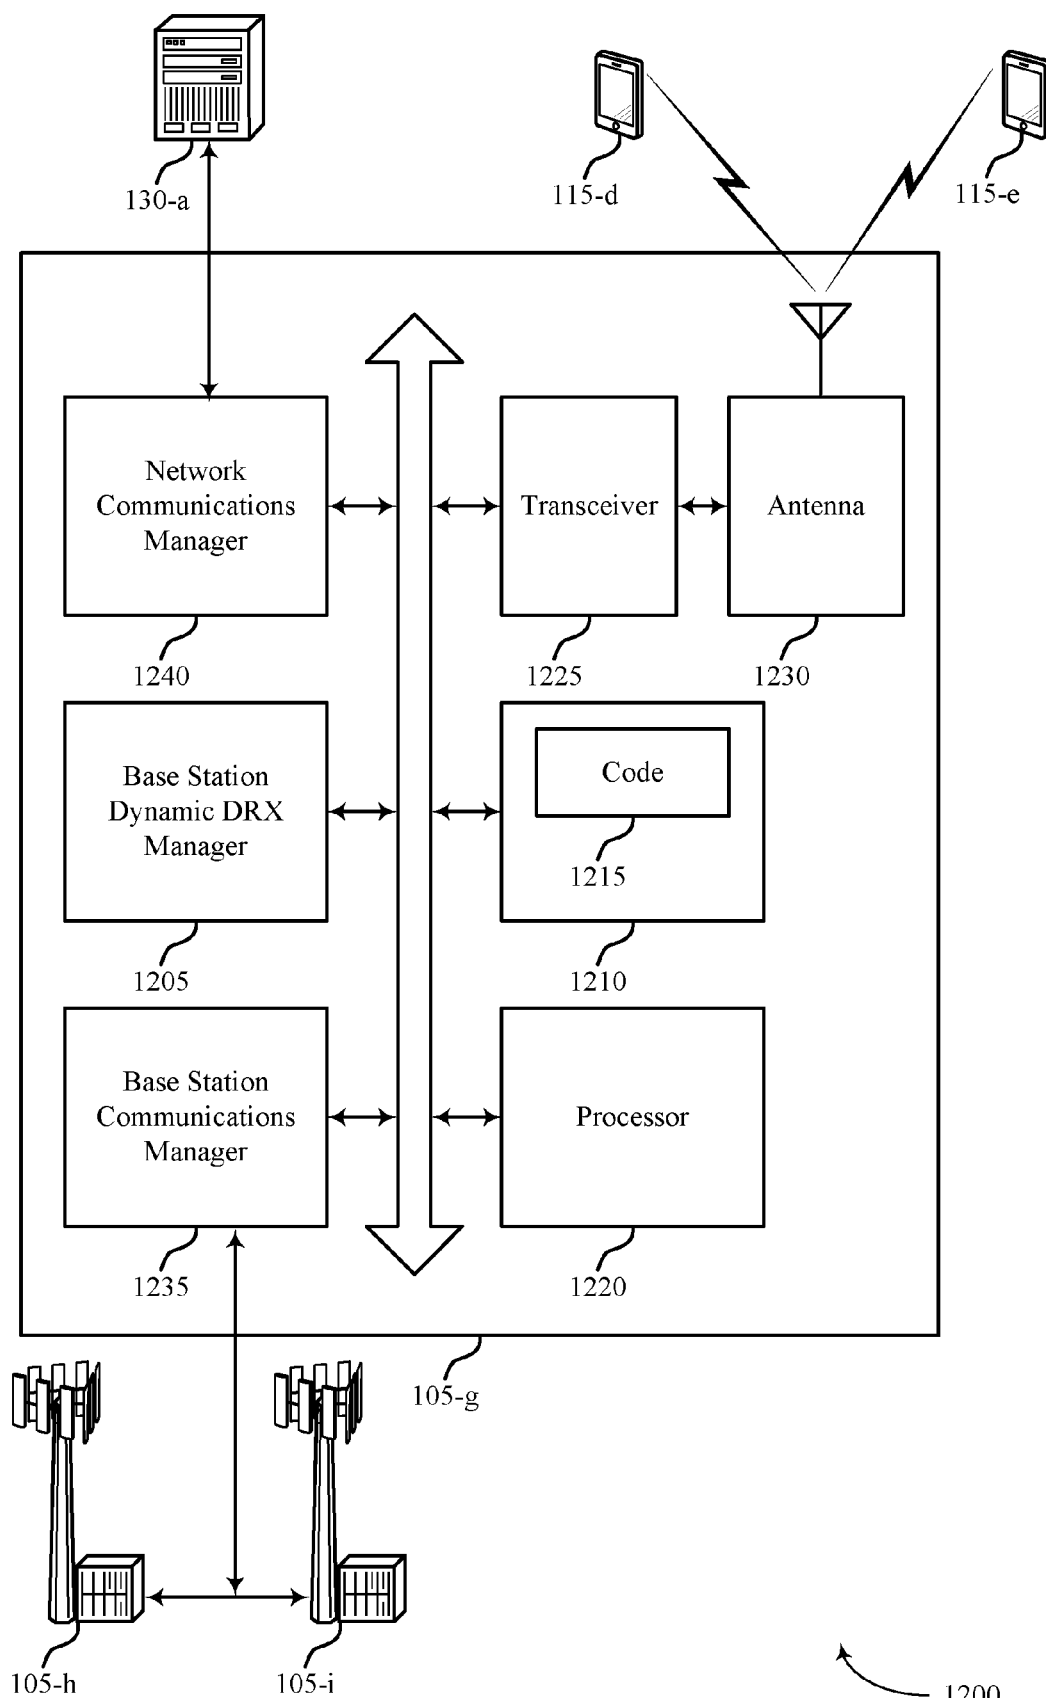 130-a
115-d
115-e
Network
Communications
Manager
1240
Transceiver
1225
Antenna
1230
Base Station
Dynamic DRX
Manager
1205
Code
1215
1210
Base Station
Communications
Manager
1235
Processor
1220
105-g
105-h
105-i
1200